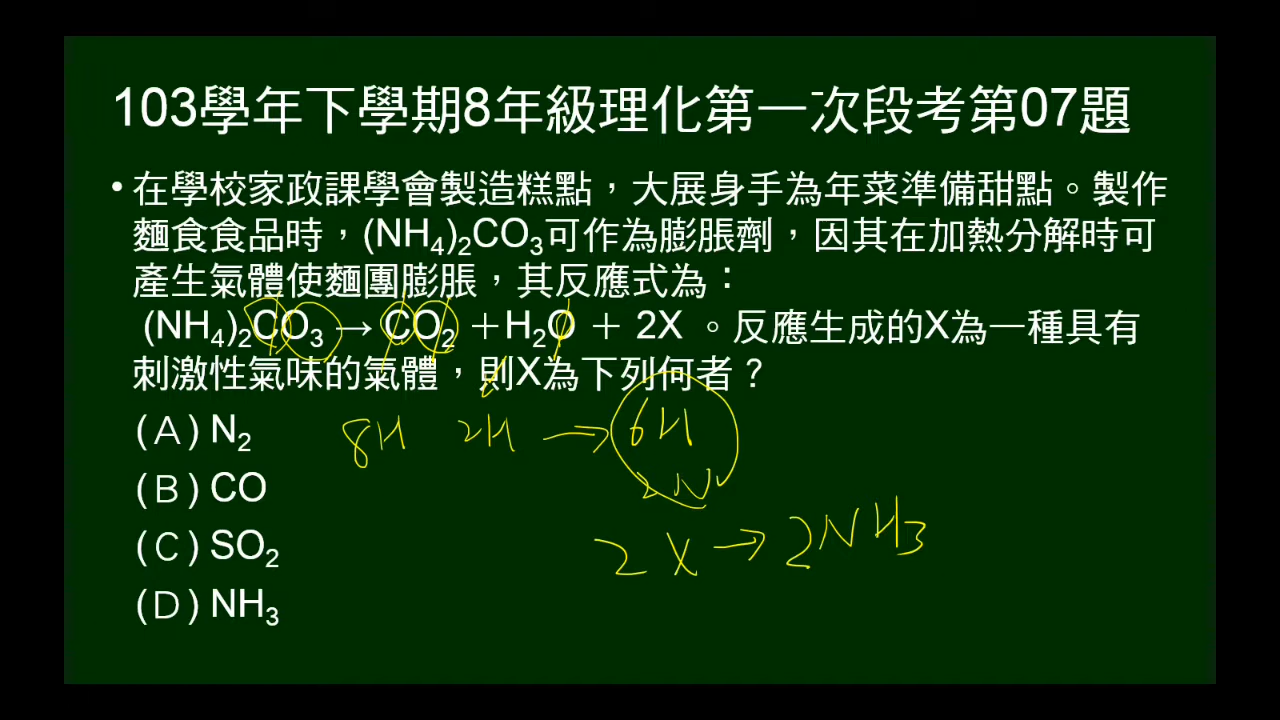 103學年下學期8年級理化第一次段考第07題
• 在學校家政課學會製造糕點，大展身手為年菜準備甜點。製作
麵食食品時，(NH₄)₂CO₃可作為膨脹劑，因其在加熱分解時可
產生氣體使麵團膨脹，其反應式為：
(NH₄)₂CO₃→ CO₂ ＋H₂O ＋ 2X 。反應生成的X為一種具有
刺激性氣味的氣體，則X為下列何者？
(Ａ) N₂
8H 2H → 6H
(Ｂ) CO
2N
(Ｃ) SO₂
2 X → 2NH₃
(Ｄ) NH₃